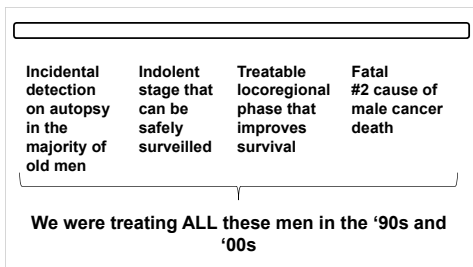 Incidental
detection
on autopsy
in the
majority of
old men
Indolent
stage that
can be
safely
surveilled
Treatable
locoregional
phase that
improves
survival
Fatal
#2 cause of
male cancer
death
We were treating ALL these men in the ‘90s and
‘00s